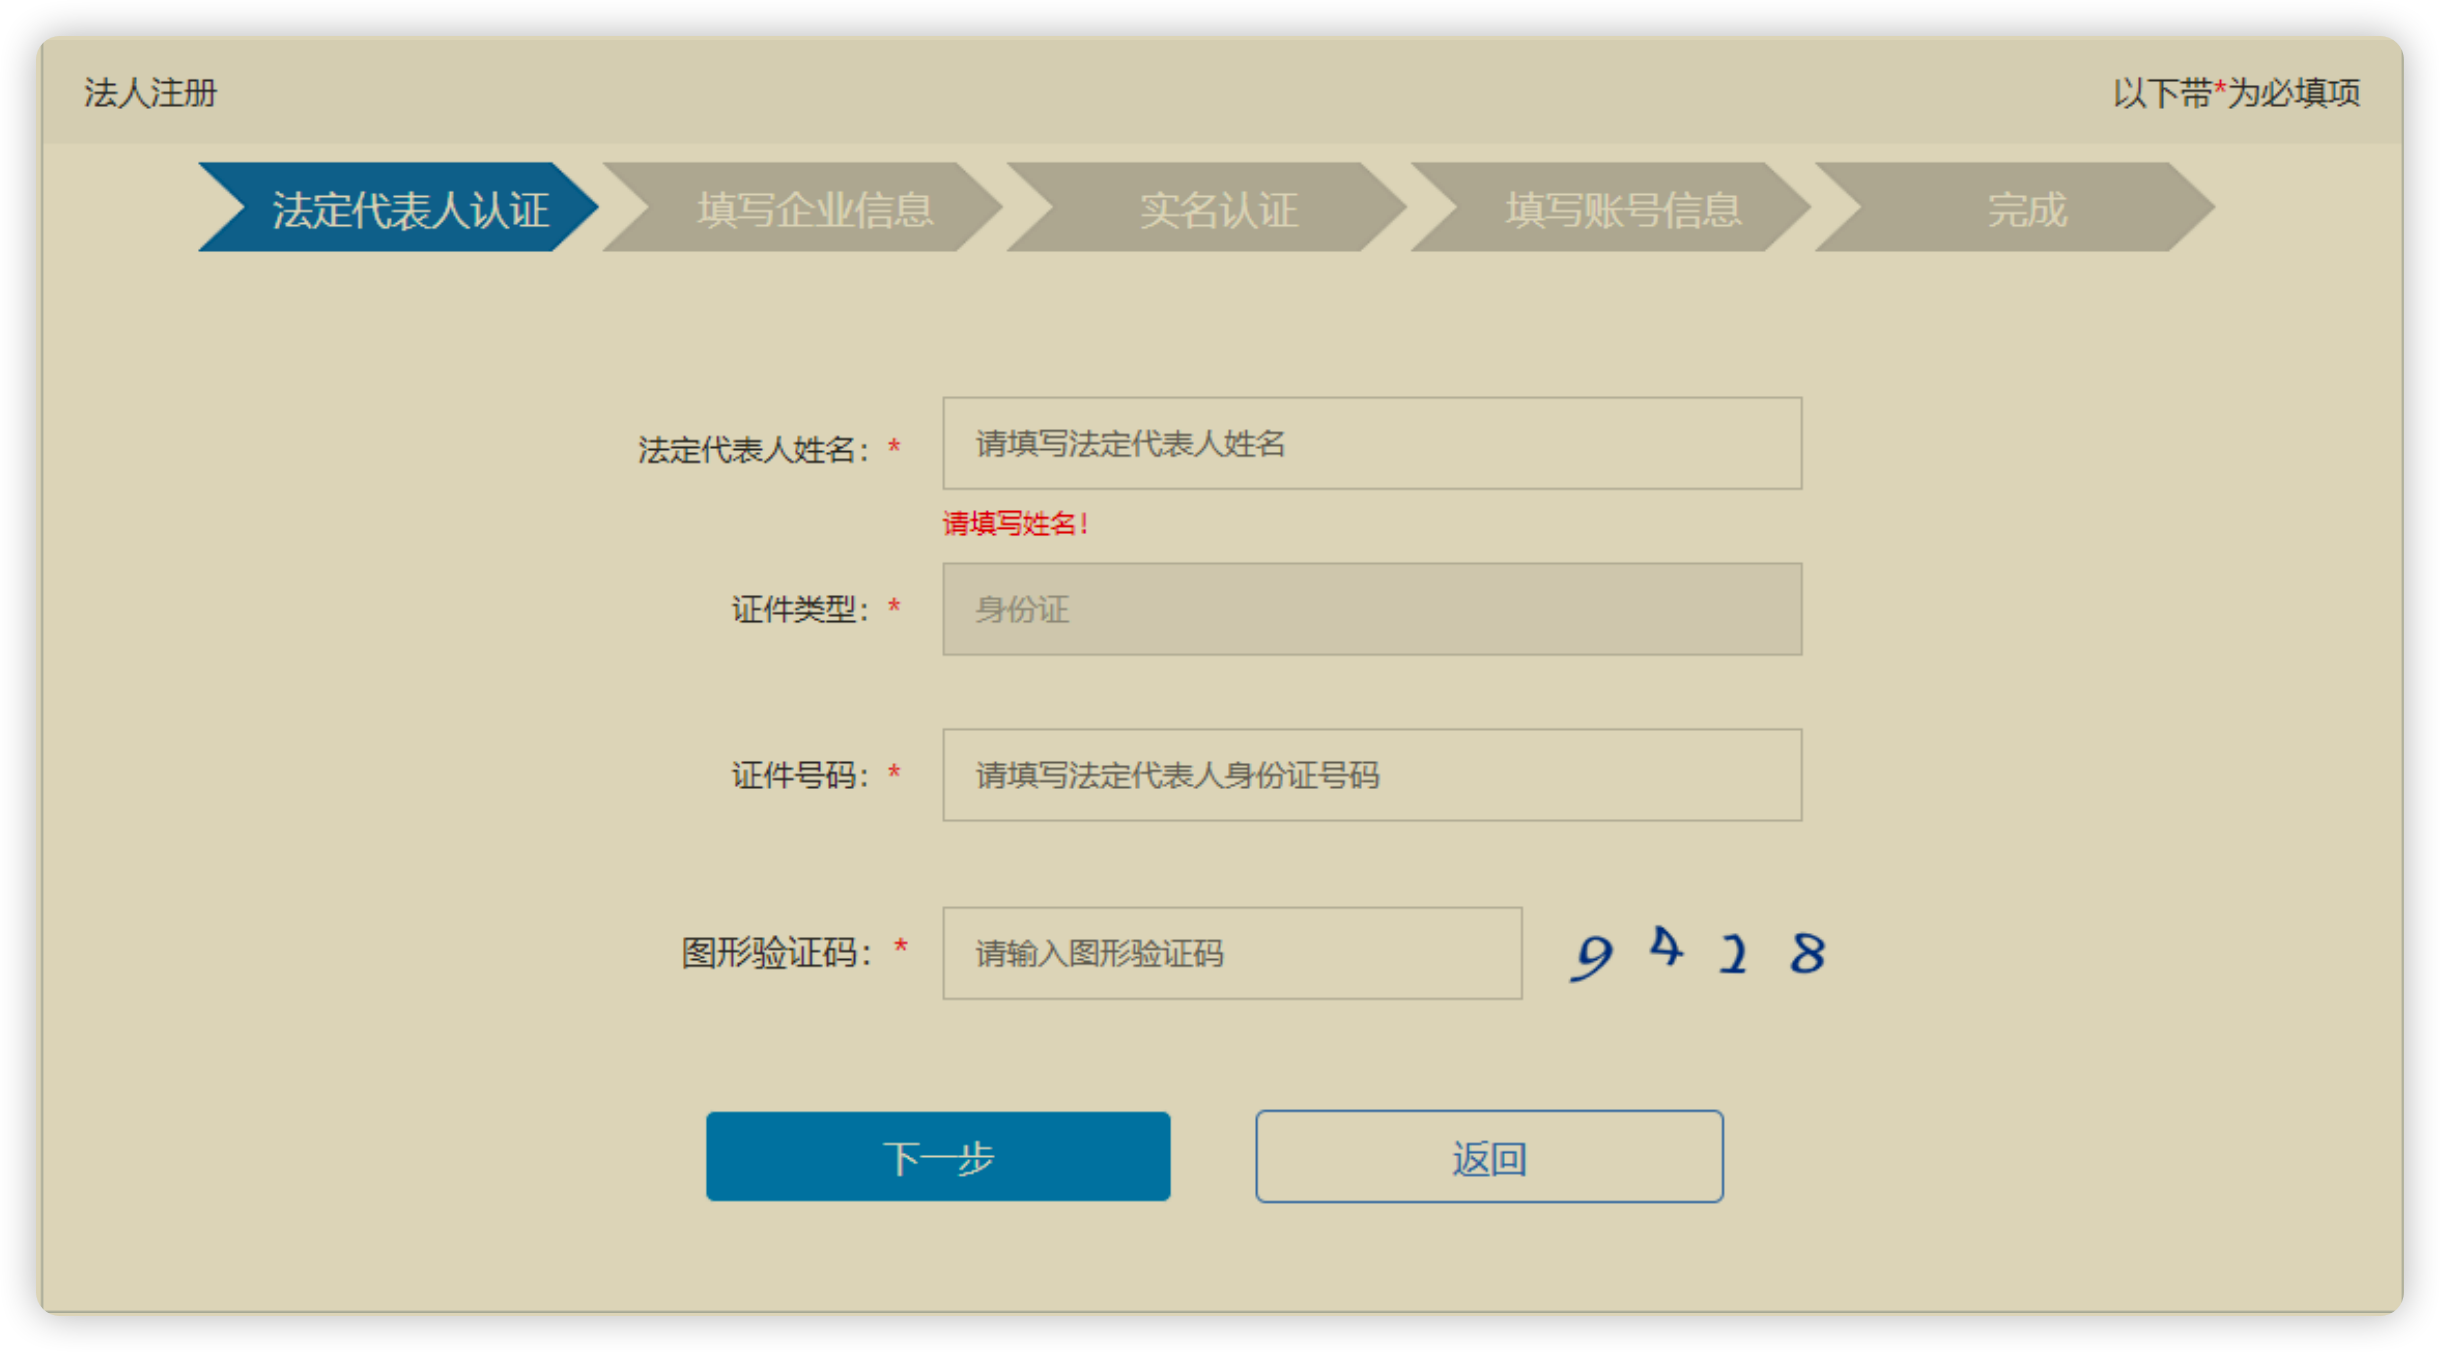 法人注册 以下带*为必填项
法定代表人认证 填写企业信息 实名认证 填写账号信息 完成
法定代表人姓名：* 请填写法定代表人姓名
请填写姓名！
证件类型：* 身份证
证件号码：* 请填写法定代表人身份证号码
图形验证码：* 请输入图形验证码 9 4 2 8
下一步 返回